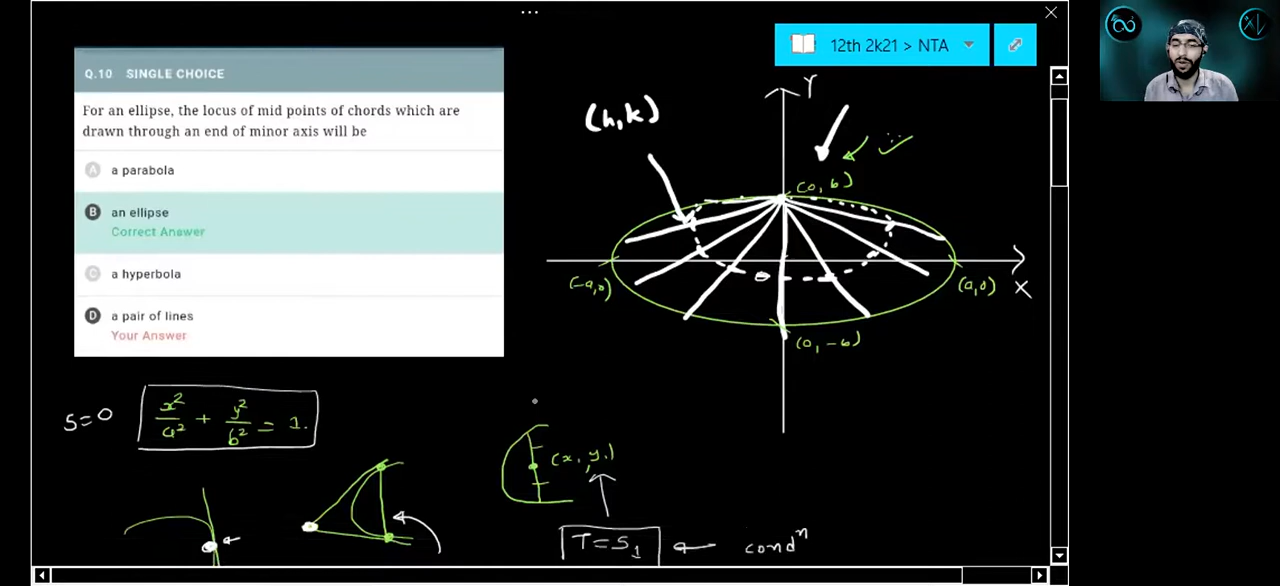 12th 2k21 > NTA
Q.10 SINGLE CHOICE
For an ellipse, the locus of mid points of chords which are
drawn through an end of minor axis will be
A a parabola
B an ellipse
Correct Answer
C a hyperbola
D a pair of lines
Your Answer
(h,k)
Y
(0, b)
(-a,0)
(a,0)
X
(0, -b)
S=0
x²/a² + y²/b² = 1.
(x, y,)
T=S₁
condⁿ